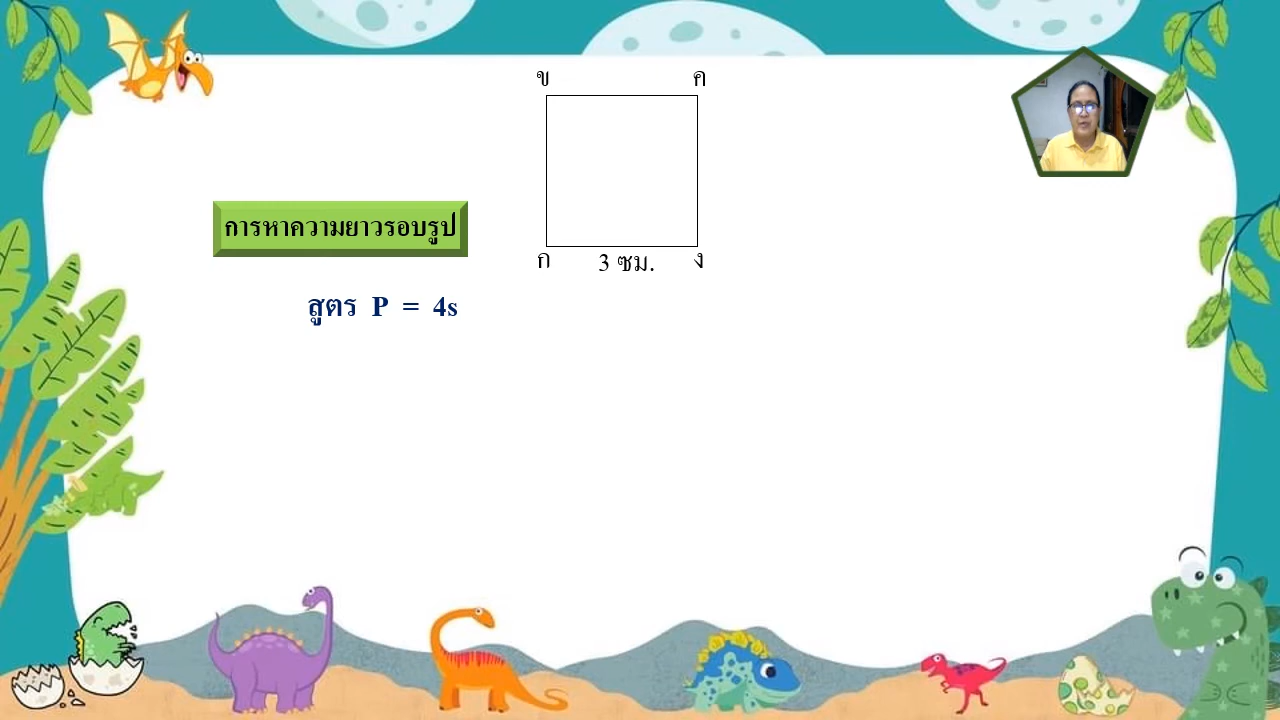 ข ค
การหาความยาวรอบรูป
ก 3 ซม. ง
สูตร P = 4s